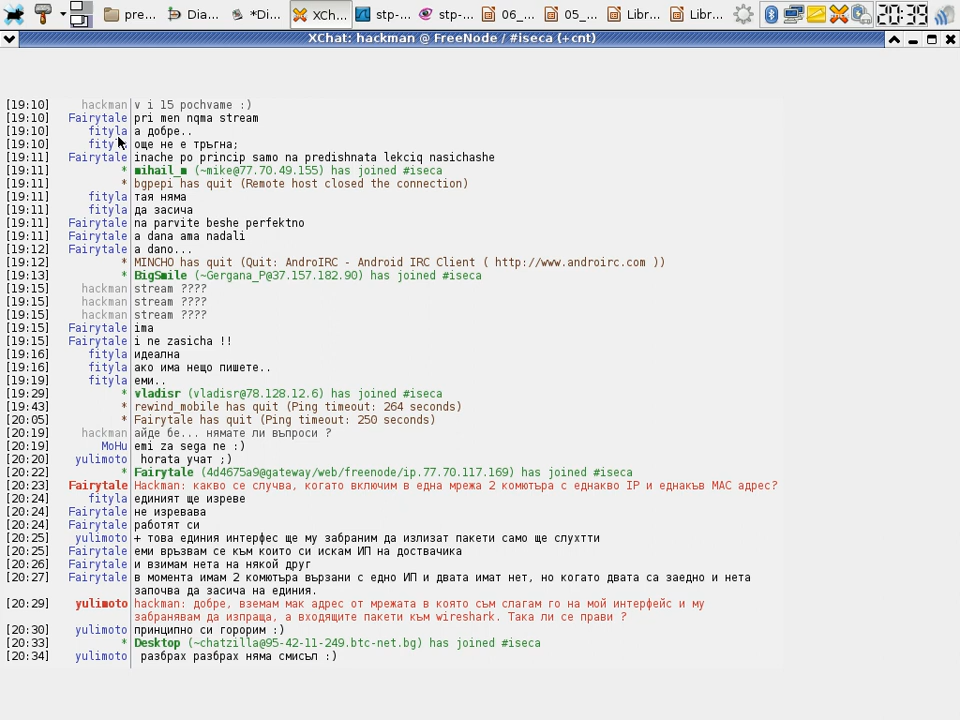 pre...
Dia...
*Di...
XCh...
stp-...
stp-...
06_...
05_...
Libr...
Libr...
20:39
XChat: hackman @ FreeNode / #iseca (+cnt)
[19:10] hackman v i 15 pochvame :)
[19:10] Fairytale pri men nqma stream
[19:10] fityla а добре..
[19:10] fityla още не е тръгна;
[19:11] Fairytale inache po princip samo na predishnata lekciq nasichashe
[19:11] * mihail_m (~mike@77.70.49.155) has joined #iseca
[19:11] * bgpepi has quit (Remote host closed the connection)
[19:11] fityla тая няма
[19:11] fityla да засича
[19:11] Fairytale na parvite beshe perfektno
[19:11] Fairytale a dana ama nadali
[19:12] Fairytale a dano...
[19:12] * MINCHO has quit (Quit: AndroIRC - Android IRC Client ( http://www.androirc.com ))
[19:13] * BigSmile (~Gergana_P@37.157.182.90) has joined #iseca
[19:15] hackman stream ????
[19:15] hackman stream ????
[19:15] hackman stream ????
[19:15] Fairytale ima
[19:15] Fairytale i ne zasicha !!
[19:16] fityla идеална
[19:16] fityla ако има нещо пишете..
[19:19] fityla еми..
[19:29] * vladisr (vladisr@78.128.12.6) has joined #iseca
[19:43] * rewind_mobile has quit (Ping timeout: 264 seconds)
[20:05] * Fairytale has quit (Ping timeout: 250 seconds)
[20:19] hackman айде бе... нямате ли въпроси ?
[20:19] MoHu emi za sega ne :)
[20:20] yulimoto horata учат ;)
[20:22] * Fairytale (4d4675a9@gateway/web/freenode/ip.77.70.117.169) has joined #iseca
[20:23] Fairytale Hackman: какво се случва, когато включим в една мрежа 2 комютъра с еднакво IP и еднакъв MAC адрес?
[20:24] fityla единият ще изреве
[20:24] Fairytale не изревава
[20:24] Fairytale работят си
[20:25] yulimoto + това единия интерфес ще му забраним да излизат пакети само ще слухтти
[20:25] Fairytale еми връзвам се към които си искам ИП на доставчика
[20:26] Fairytale и взимам нета на някой друг
[20:27] Fairytale в момента имам 2 комютъра вързани с едно ИП и двата имат нет, но когато двата са заедно и нета
започва да засича на единия.
[20:29] yulimoto hackman: добре, вземам мак адрес от мрежата в която съм слагам го на мой интерфейс и му
забранявам да изпраща, а входящите пакети към wireshark. Така ли се прави ?
[20:30] yulimoto принципно си горорим :)
[20:33] * Desktop (~chatzilla@95-42-11-249.btc-net.bg) has joined #iseca
[20:34] yulimoto разбрах разбрах няма смисъл :)